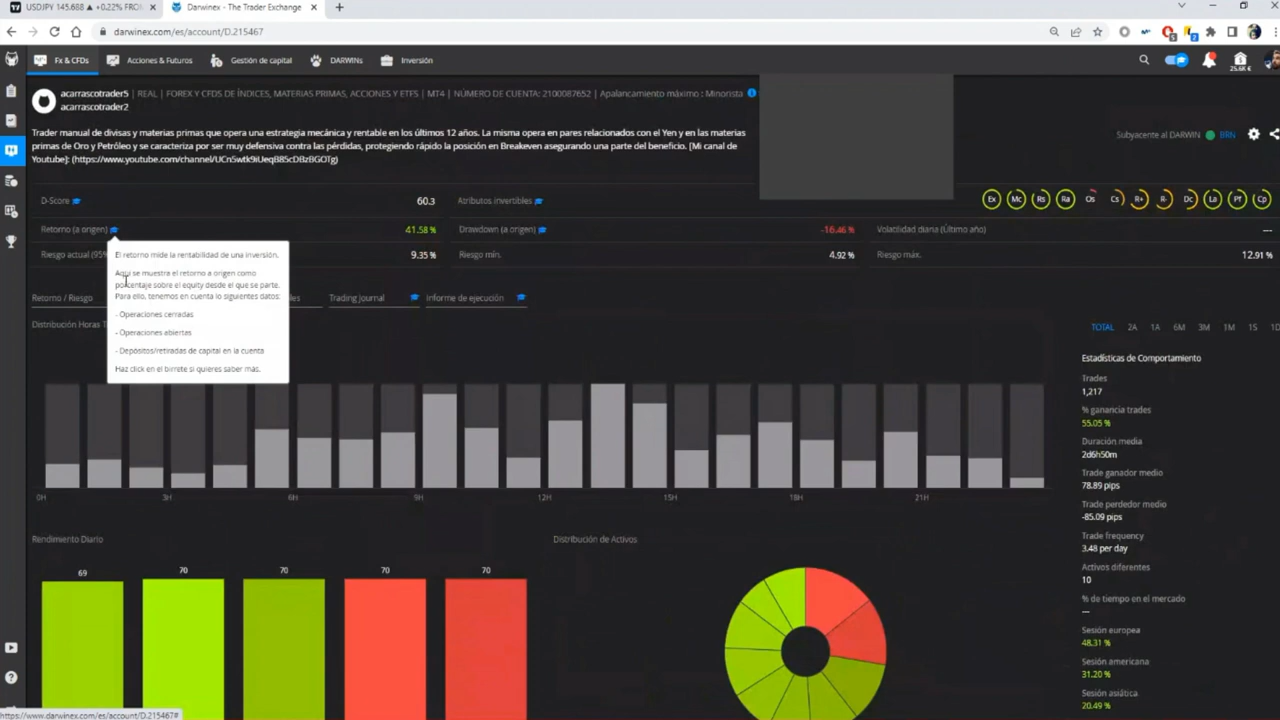 USDJPY 145.688 ▲ +0.22% FRO
Darwinex - The Trader Exchange
darwinex.com/es/account/D.215467
Fx & CFDs
Acciones & Futuros
Gestión de capital
DARWINs
Inversión
25.6K €
acarrascotrader5 | REAL | FOREX Y CFDS DE ÍNDICES, MATERIAS PRIMAS, ACCIONES Y ETFS | MT4 | NÚMERO DE CUENTA: 2100087652 | Apalancamiento máximo : Minorista
acarrascotrader2
Trader manual de divisas y materias primas que opera una estrategia mecánica y rentable en los últimos 12 años. La misma opera en pares relacionados con el Yen y en las materias
primas de Oro y Petróleo y se caracteriza por ser muy defensiva contra las pérdidas, protegiendo rápido la posición en Breakeven asegurando una parte del beneficio. [Mi canal de
Youtube]: (https://www.youtube.com/channel/UCn5wtk9iUeqB85cDBzBGOTg)
Subyacente al DARWIN BRN
D-Score 60.3
Atributos invertibles
Ex Mc Rs Ra Os Cs R+ R- Dc La Pf Cp
Retorno (a origen) 41.58 %
Drawdown (a origen) -16.46 %
Volatilidad diaria (Último año) ---
Riesgo actual (95% 9.35 %
Riesgo mín. 4.92 %
Riesgo máx. 12.91 %
El retorno mide la rentabilidad de una inversión.
Aquí se muestra el retorno a origen como
porcentaje sobre el equity desde el que se parte.
Para ello, tenemos en cuenta lo siguientes datos:
- Operaciones cerradas
- Operaciones abiertas
- Depósitos/retiradas de capital en la cuenta
Haz click en el birrete si quieres saber más.
Retorno / Riesgo
les
Trading journal
Informe de ejecución
Distribución Horas T
TOTAL 2A 1A 6M 3M 1M 1S 1D
0H 3H 6H 9H 12H 15H 18H 21H
Estadísticas de Comportamiento
Trades
1,217
% ganancia trades
55.05 %
Duración media
2d6h50m
Trade ganador medio
78.89 pips
Trade perdedor medio
-85.09 pips
Trade frequency
3.48 per day
Activos diferentes
10
% de tiempo en el mercado
---
Sesión europea
48.31 %
Sesión americana
31.20 %
Sesión asiática
20.49 %
Rendimiento Diario
69 70 70 70 70
Distribución de Activos
https://www.darwinex.com/es/account/D.215467#